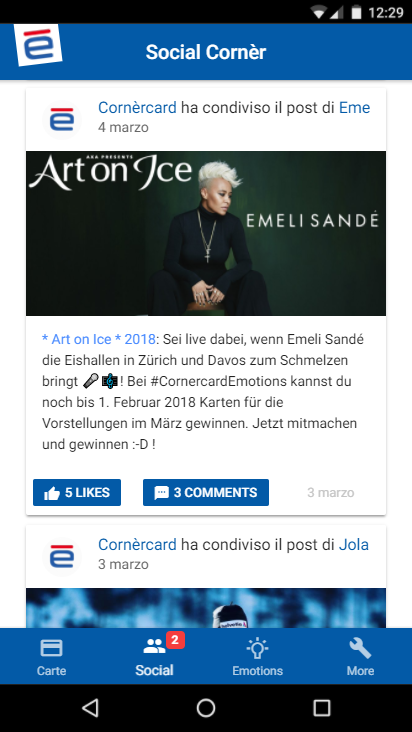 12:29
Social Cornèr
Cornèrcard ha condiviso il post di Eme
4 marzo
AXA PRESENTS
Art on Ice
EMELI SANDÉ
* Art on Ice * 2018: Sei live dabei, wenn Emeli Sandé
die Eishallen in Zürich und Davos zum Schmelzen
bringt 🎤🎼! Bei #CornercardEmotions kannst du
noch bis 1. Februar 2018 Karten für die
Vorstellungen im März gewinnen. Jetzt mitmachen
und gewinnen :-D !
5 LIKES
3 COMMENTS
3 marzo
Cornèrcard ha condiviso il post di Jola
3 marzo
helvetia
2
Carte
Social
Emotions
More